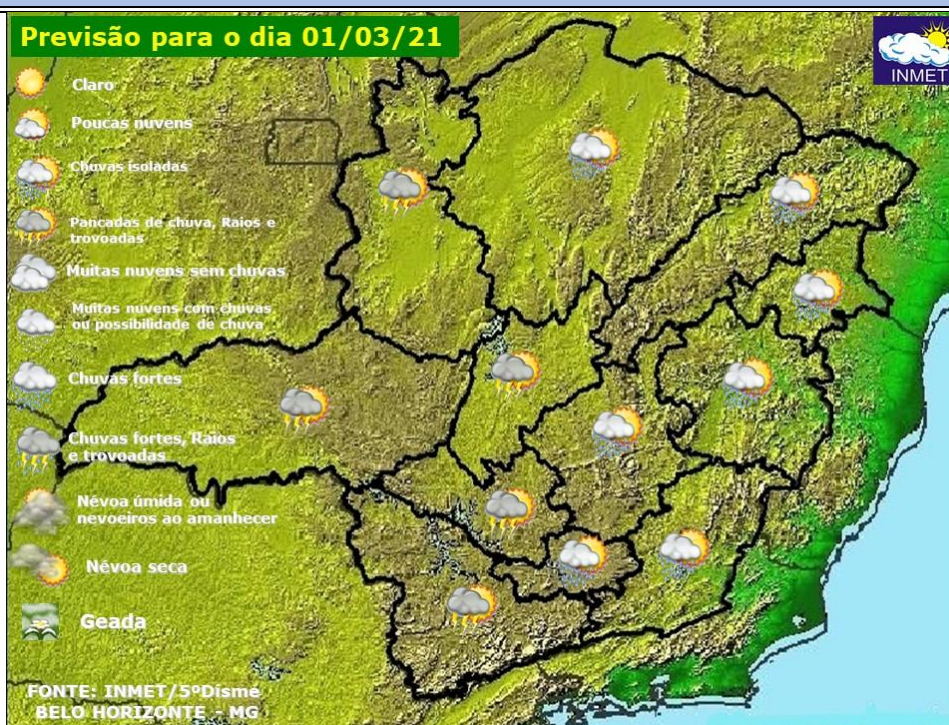 Previsão para o dia 01/03/21
INMET
Claro
Poucas nuvens
Chuvas isoladas
Pancadas de chuva, Raios e
trovoadas
Muitas nuvens sem chuvas
Muitas nuvens com chuvas
ou possibilidade de chuva
Chuvas fortes
Chuvas fortes, Raios
e trovoadas
Névoa úmida ou
nevoeiros ao amanhecer
Névoa seca
Geada
FONTE: INMET/5ºDisme
BELO HORIZONTE - MG